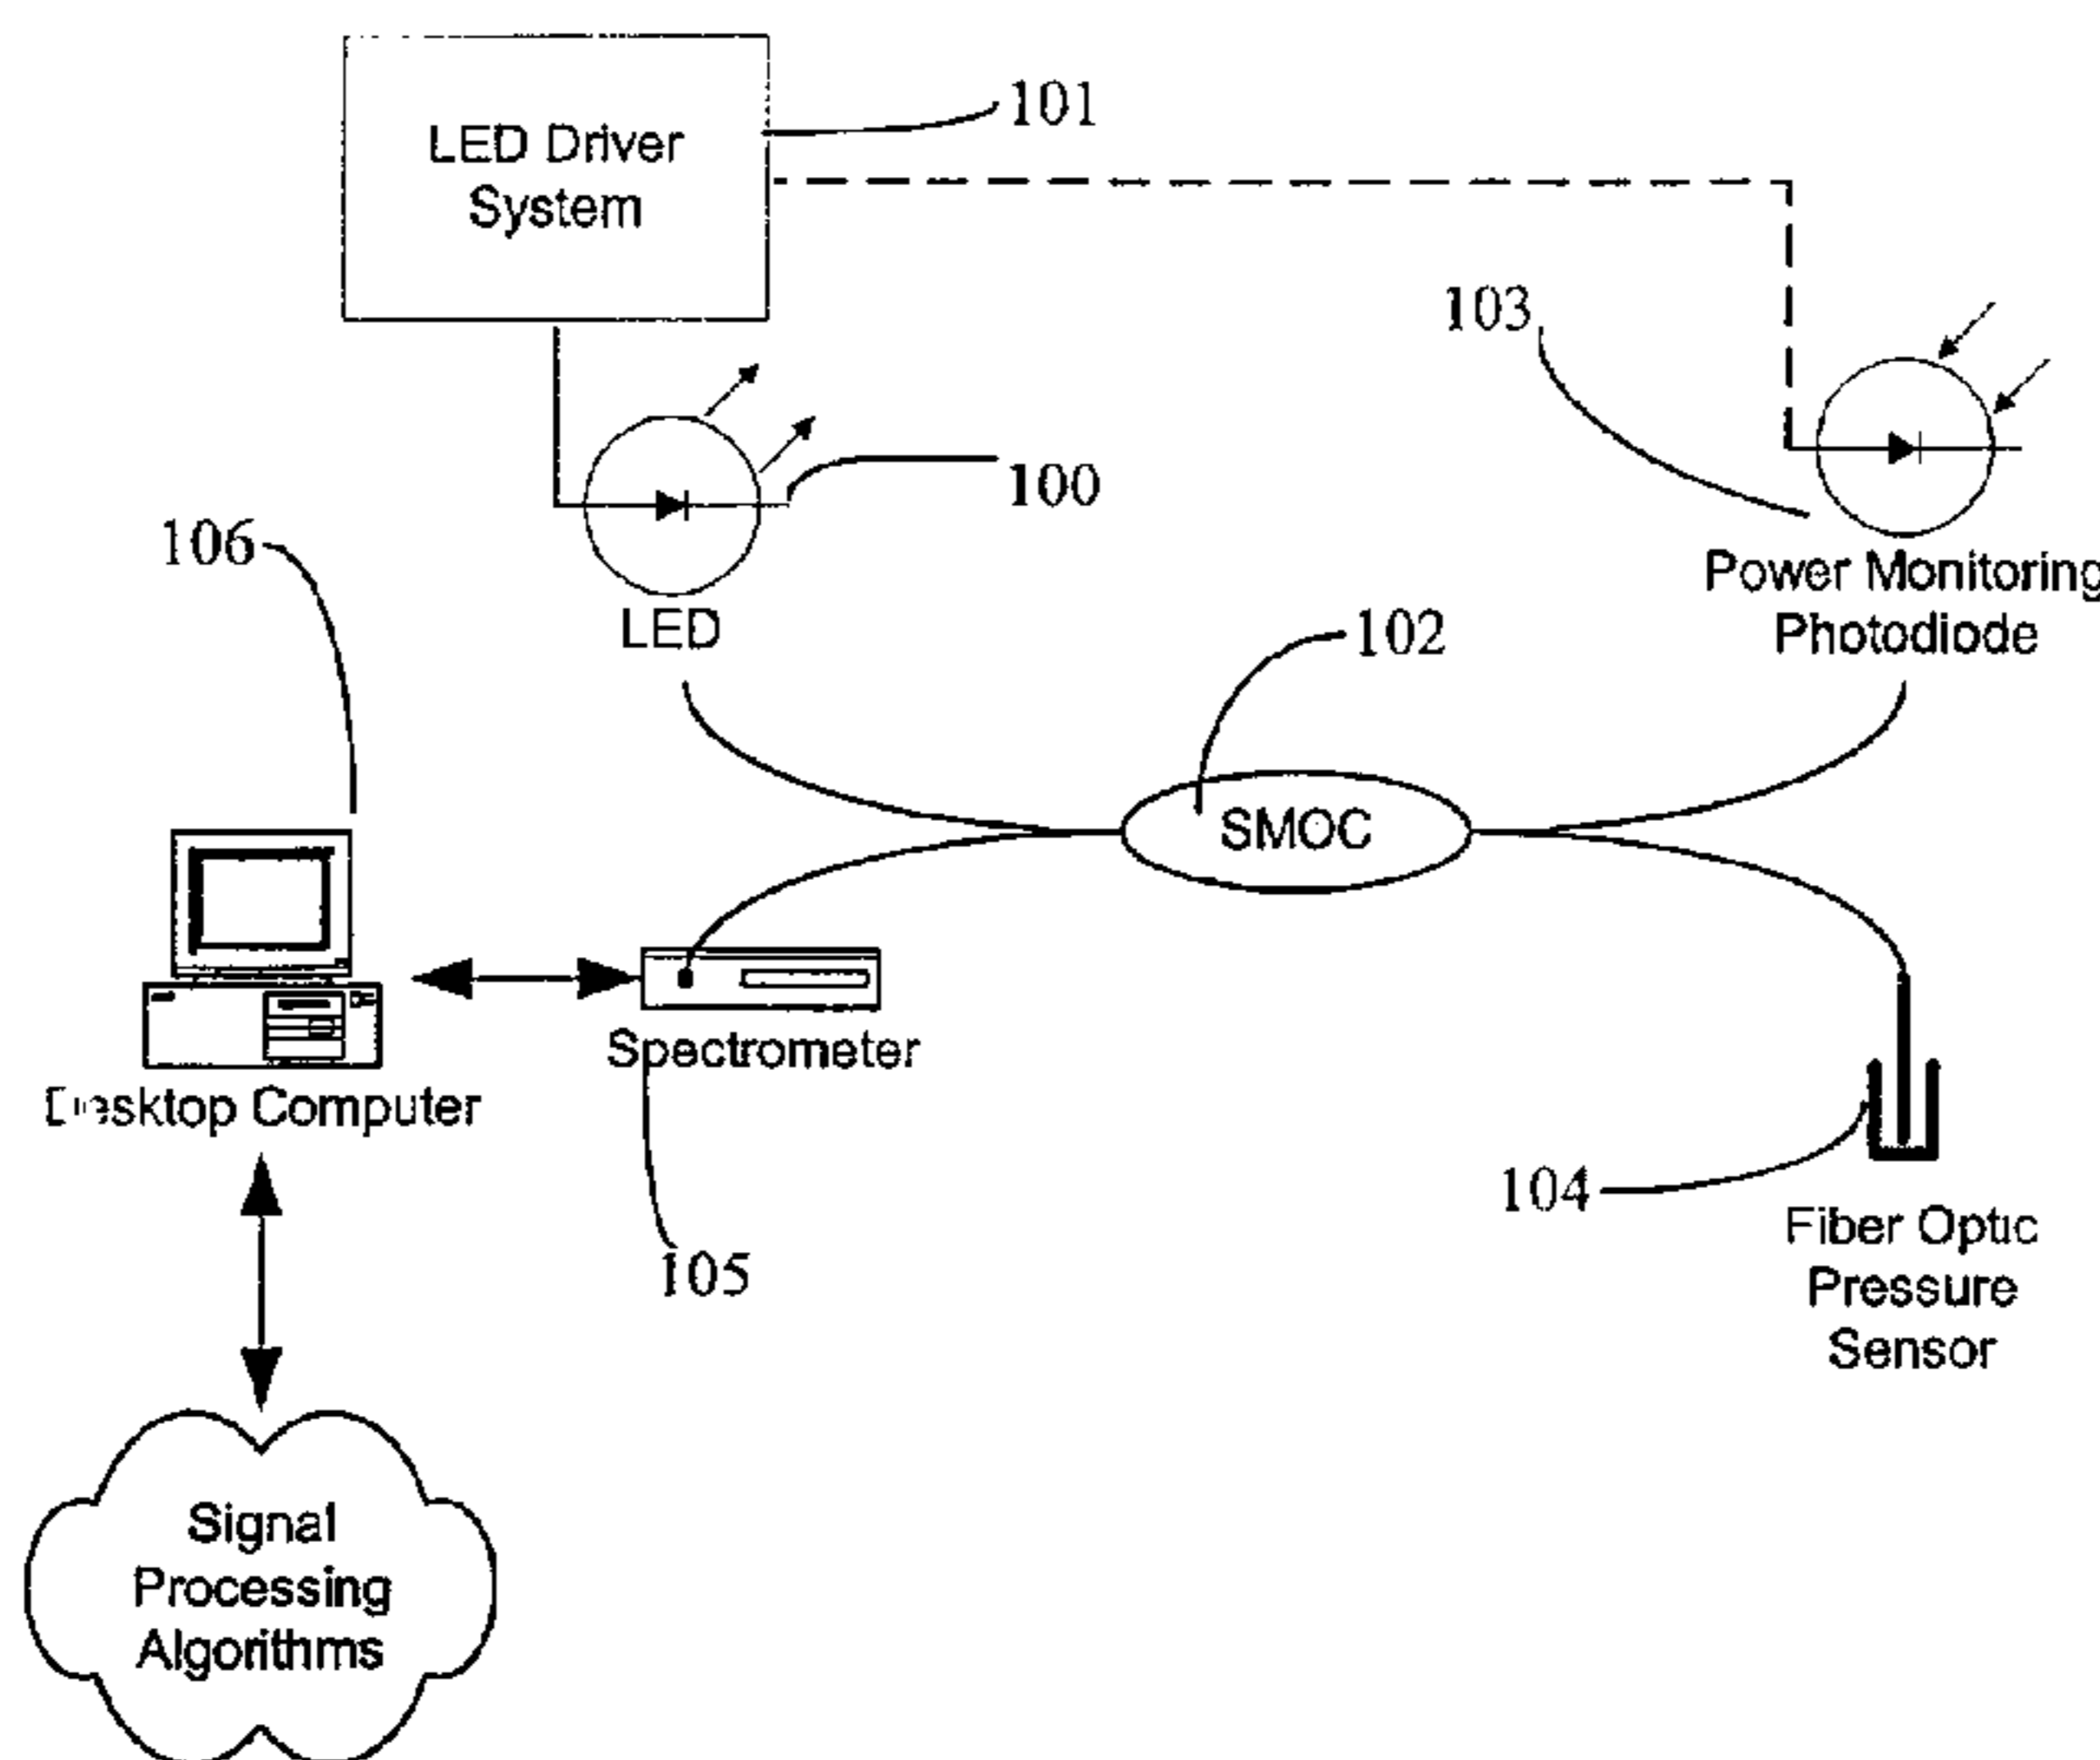 LED Driver
System
101
103
100
106
LED
Power Monitoring
Photodiode
102
SMOC
Spectrometer
Desktop Computer
104
105
Fiber Optic
Pressure
Sensor
Signal
Processing
Algorithms